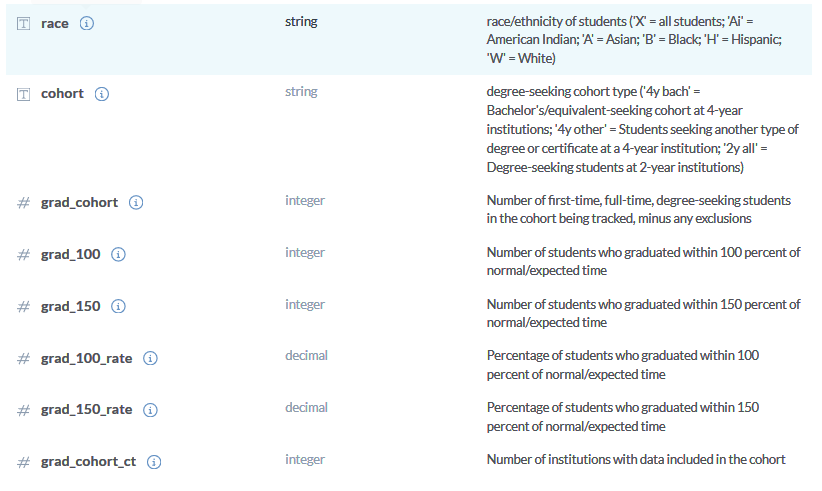 race string race/ethnicity of students ('X' = all students; 'Ai' =
American Indian; 'A' = Asian; 'B' = Black; 'H' = Hispanic;
'W' = White)
cohort string degree-seeking cohort type ('4y bach' =
Bachelor's/equivalent-seeking cohort at 4-year
institutions; '4y other' = Students seeking another type of
degree or certificate at a 4-year institution; '2y all' =
Degree-seeking students at 2-year institutions)
# grad_cohort integer Number of first-time, full-time, degree-seeking students
in the cohort being tracked, minus any exclusions
# grad_100 integer Number of students who graduated within 100 percent of
normal/expected time
# grad_150 integer Number of students who graduated within 150 percent of
normal/expected time
# grad_100_rate decimal Percentage of students who graduated within 100
percent of normal/expected time
# grad_150_rate decimal Percentage of students who graduated within 150
percent of normal/expected time
# grad_cohort_ct integer Number of institutions with data included in the cohort